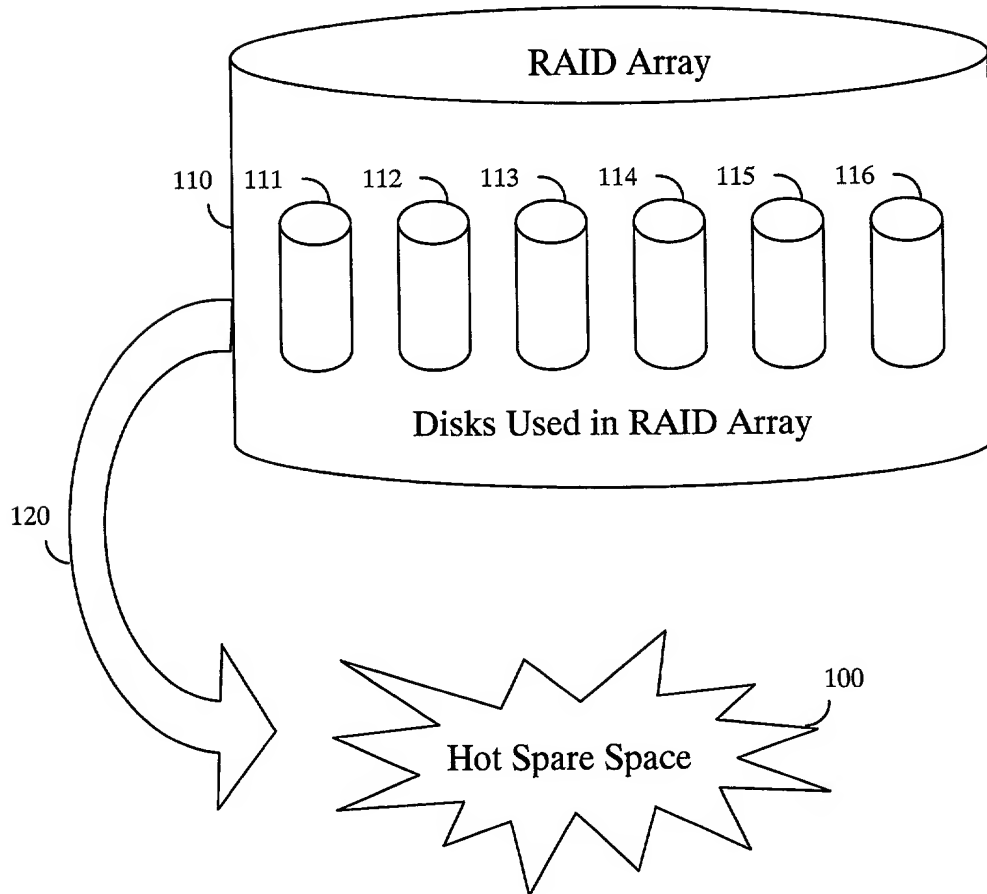 RAID Array
110 111 112 113 114 115 116
Disks Used in RAID Array
120
100
Hot Spare Space